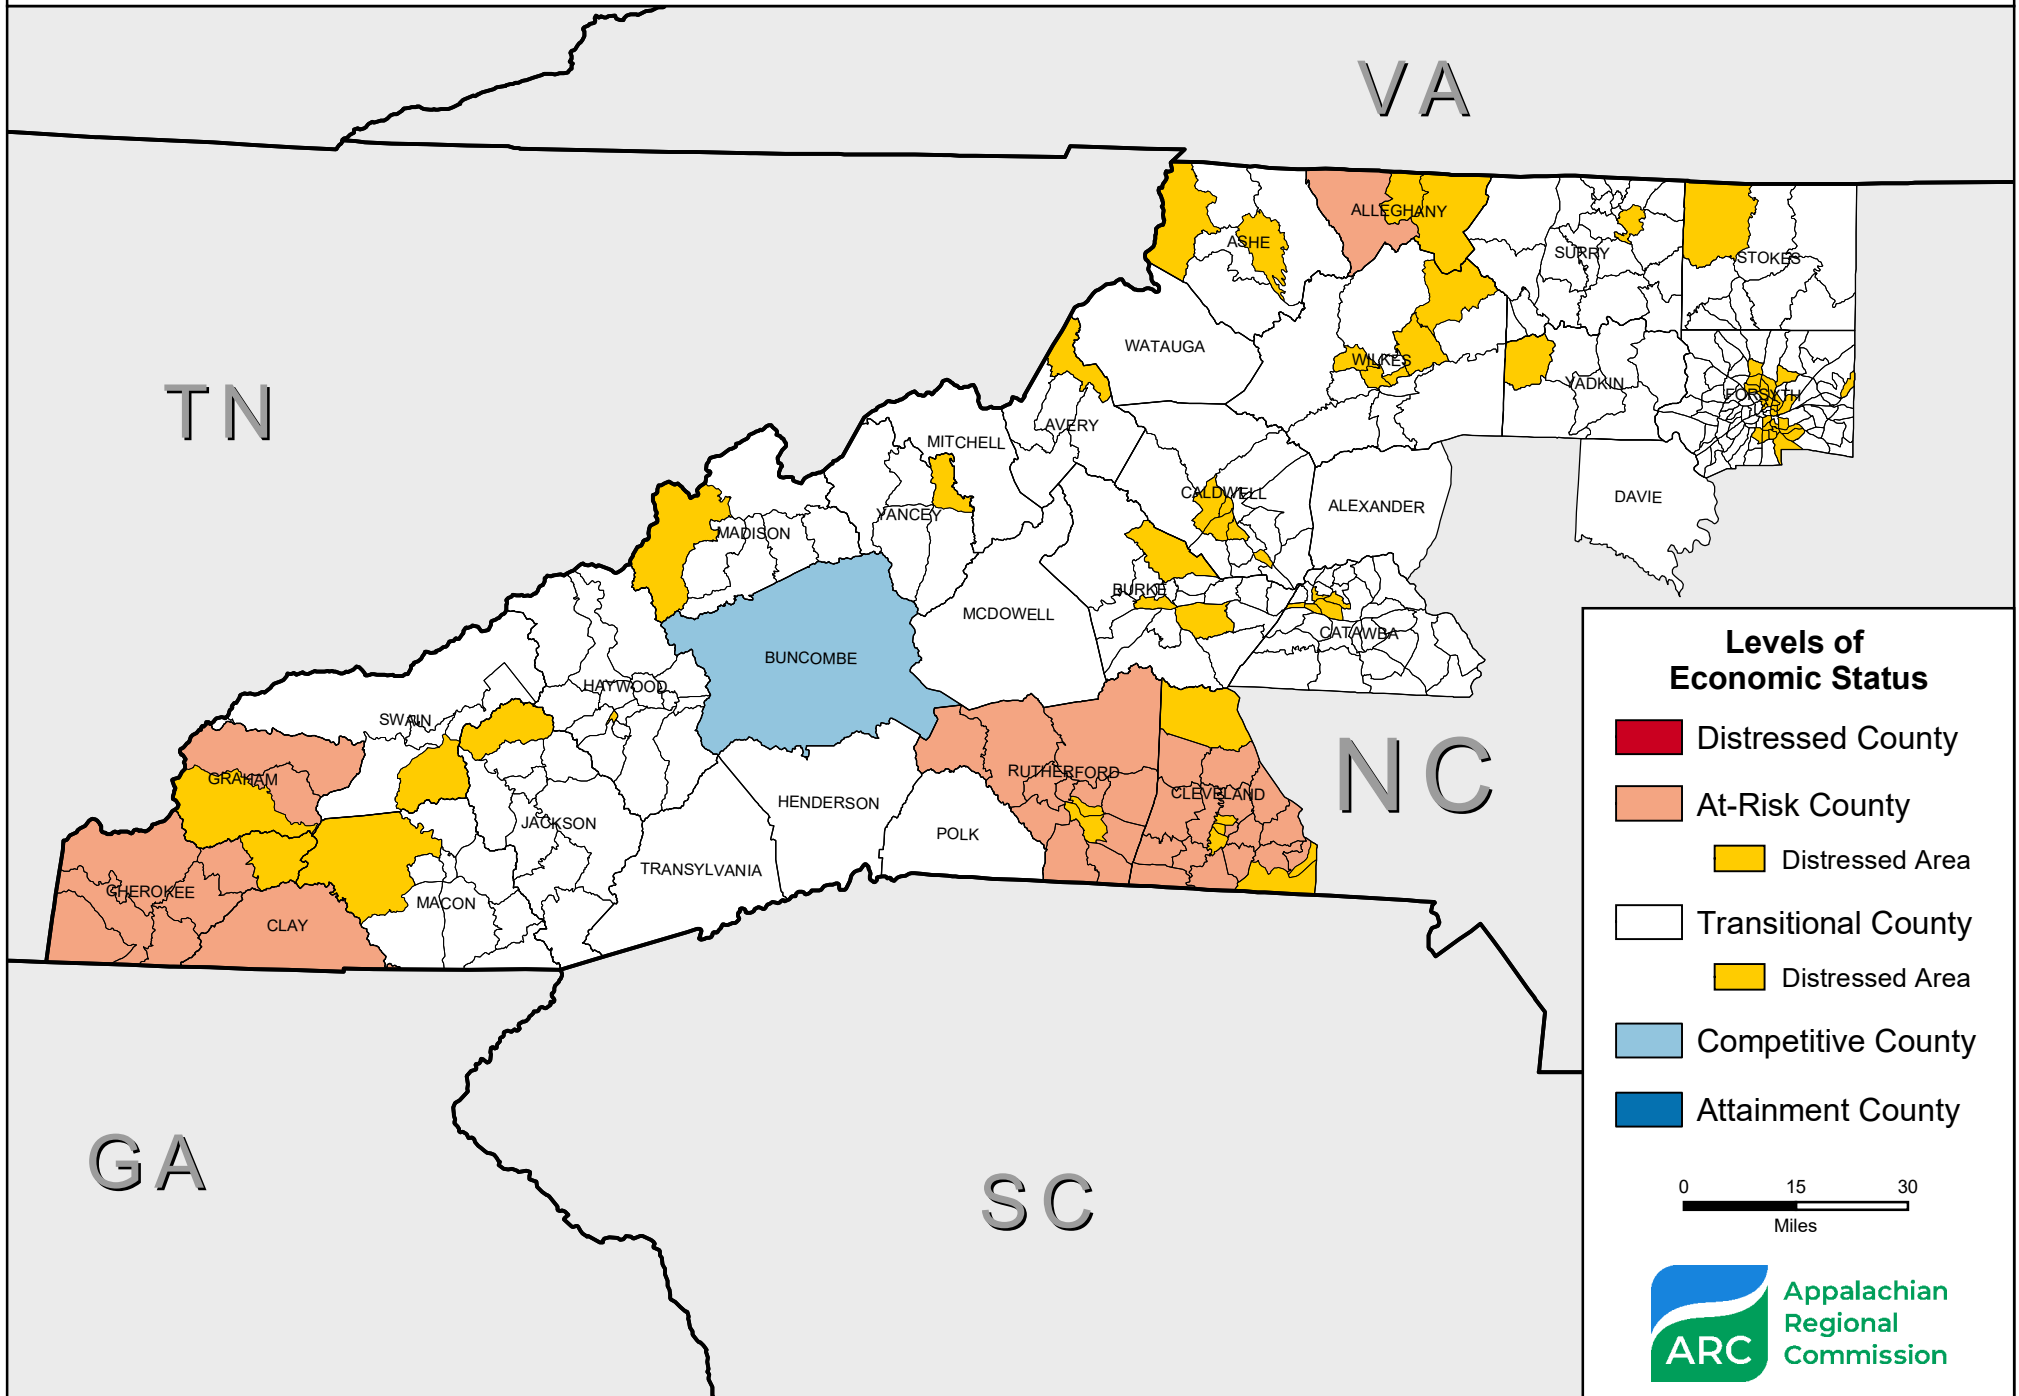 VA
ALLEGHANY
ASHE
SURRY
STOKES
WATAUGA
WILKES
YADKIN
FORSYTH
TN
AVERY
MITCHELL
CALDWELL
ALEXANDER
DAVIE
YANCEY
MADISON
BURKE
MCDOWELL
CATAWBA
BUNCOMBE
HAYWOOD
SWAIN
NC
GRAHAM
RUTHERFORD
CLEVELAND
HENDERSON
JACKSON
POLK
TRANSYLVANIA
CHEROKEE
MACON
CLAY
GA
SC
Levels of
Economic Status
Distressed County
At-Risk County
Distressed Area
Transitional County
Distressed Area
Competitive County
Attainment County
0 15 30
Miles
ARC
Appalachian
Regional
Commission